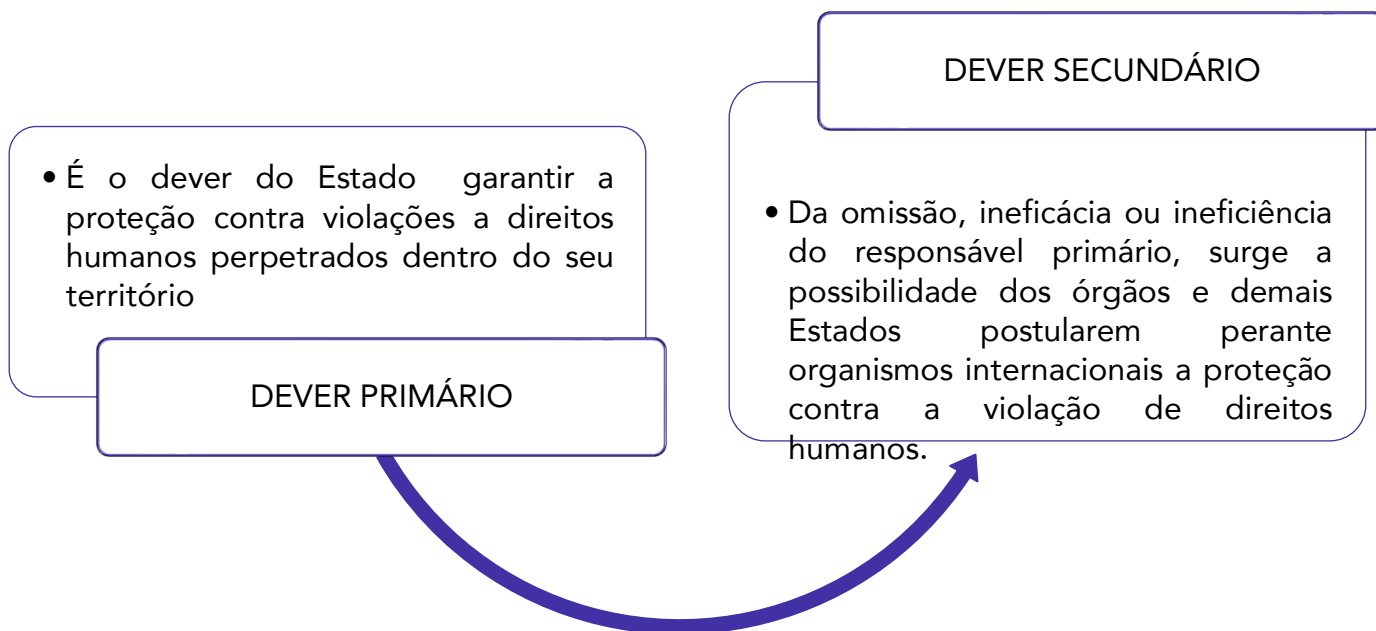 • É o dever do Estado garantir a
proteção contra violações a direitos
humanos perpetrados dentro do seu
território
DEVER PRIMÁRIO
DEVER SECUNDÁRIO
• Da omissão, ineficácia ou ineficiência
do responsável primário, surge a
possibilidade dos órgãos e demais
Estados postularem perante
organismos internacionais a proteção
contra a violação de direitos
humanos.